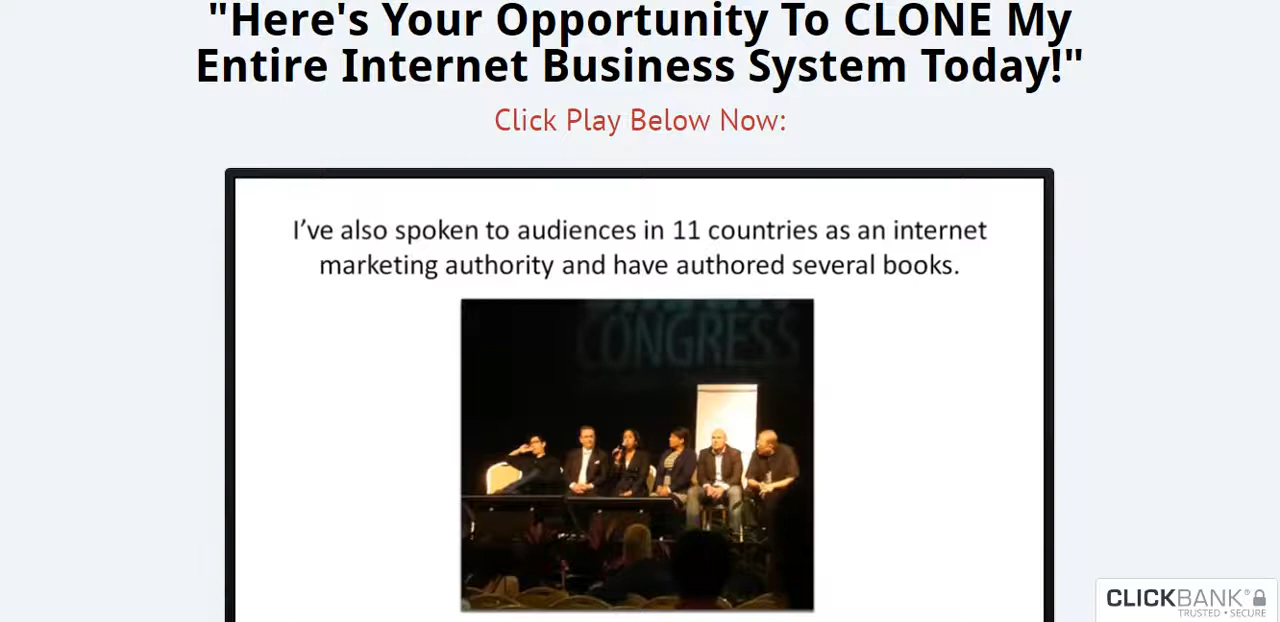 "Here's Your Opportunity To CLONE My
Entire Internet Business System Today!"
Click Play Below Now:
I've also spoken to audiences in 11 countries as an internet
marketing authority and have authored several books.
CONGRESS
CLICKBANK®
TRUSTED • SECURE